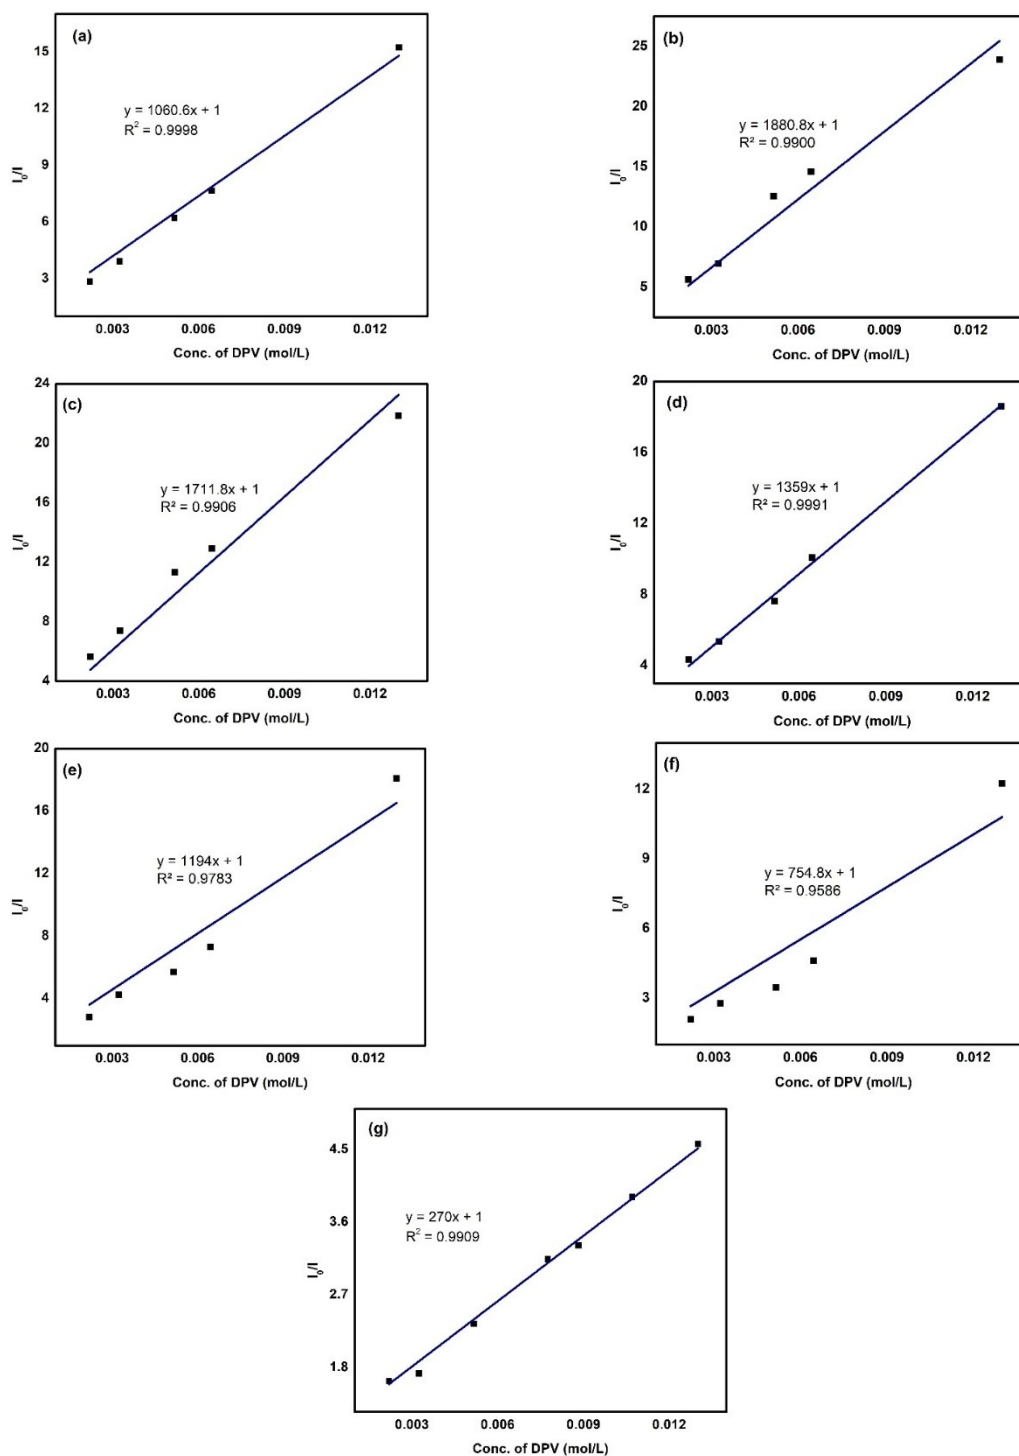 (a)
15
12
9
6
3
I₀/I
y = 1060.6x + 1
R² = 0.9998
0.003 0.006 0.009 0.012
Conc. of DPV (mol/L)
(b)
25
20
15
10
5
I₀/I
y = 1880.8x + 1
R² = 0.9900
0.003 0.006 0.009 0.012
Conc. of DPV (mol/L)
(c)
24
20
16
12
8
4
I₀/I
y = 1711.8x + 1
R² = 0.9906
0.003 0.006 0.009 0.012
Conc. of DPV (mol/L)
(d)
20
16
12
8
4
I₀/I
y = 1359x + 1
R² = 0.9991
0.003 0.006 0.009 0.012
Conc. of DPV (mol/L)
(e)
20
16
12
8
4
I₀/I
y = 1194x + 1
R² = 0.9783
0.003 0.006 0.009 0.012
Conc. of DPV (mol/L)
(f)
12
9
6
3
I₀/I
y = 754.8x + 1
R² = 0.9586
0.003 0.006 0.009 0.012
Conc. of DPV (mol/L)
(g)
4.5
3.6
2.7
1.8
I₀/I
y = 270x + 1
R² = 0.9909
0.003 0.006 0.009 0.012
Conc. of DPV (mol/L)